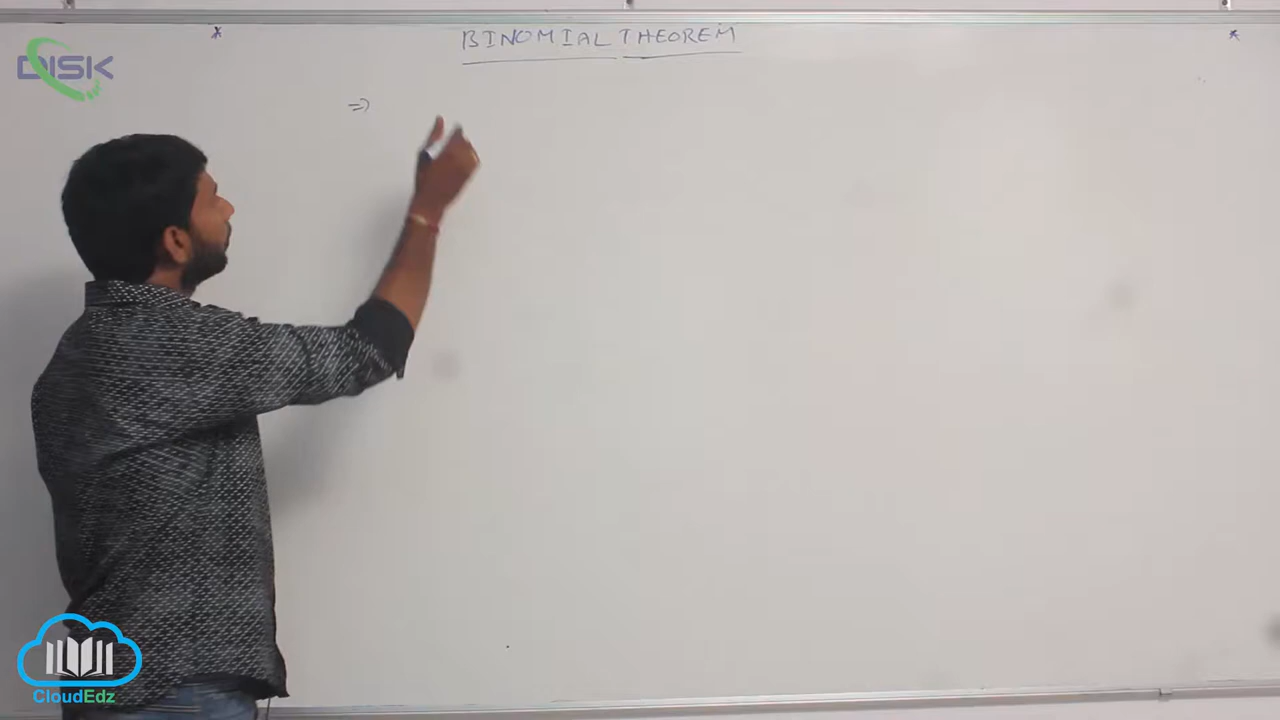 * BINOMIAL THEOREM *
DISK
=>
CloudEdz